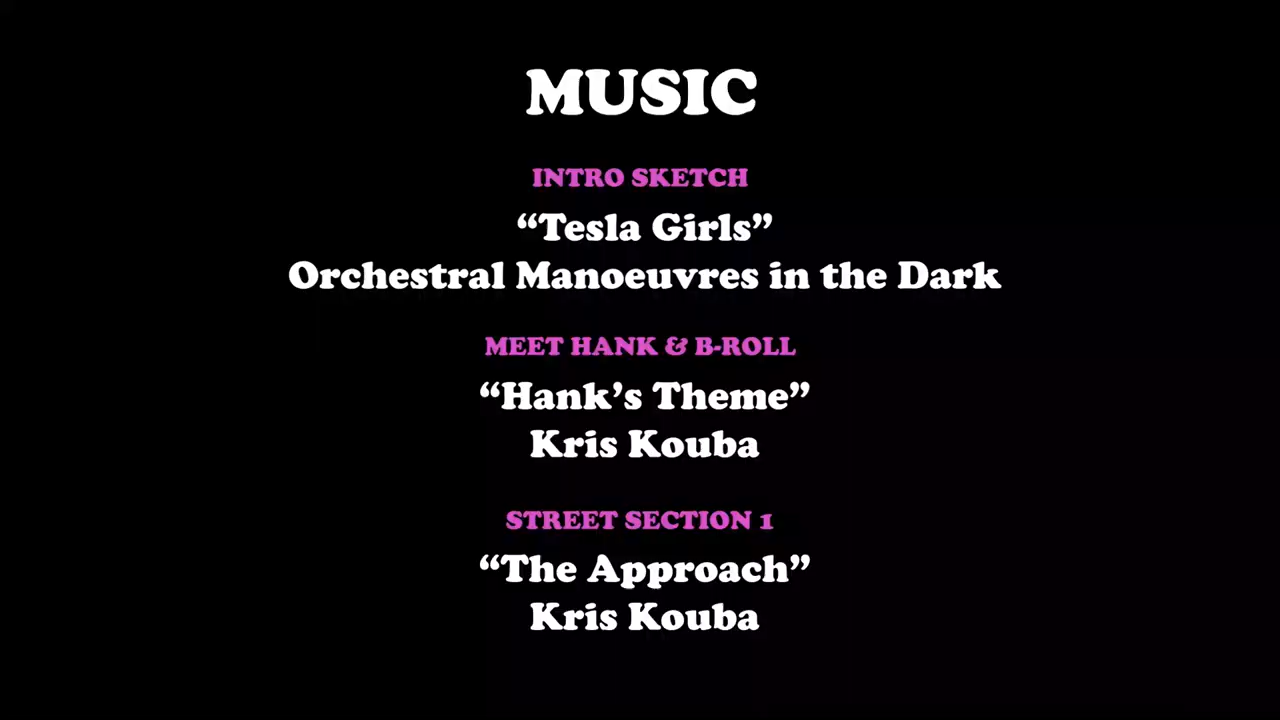 MUSIC
INTRO SKETCH
“Tesla Girls”
Orchestral Manoeuvres in the Dark
MEET HANK & B-ROLL
“Hank’s Theme”
Kris Kouba
STREET SECTION 1
“The Approach”
Kris Kouba